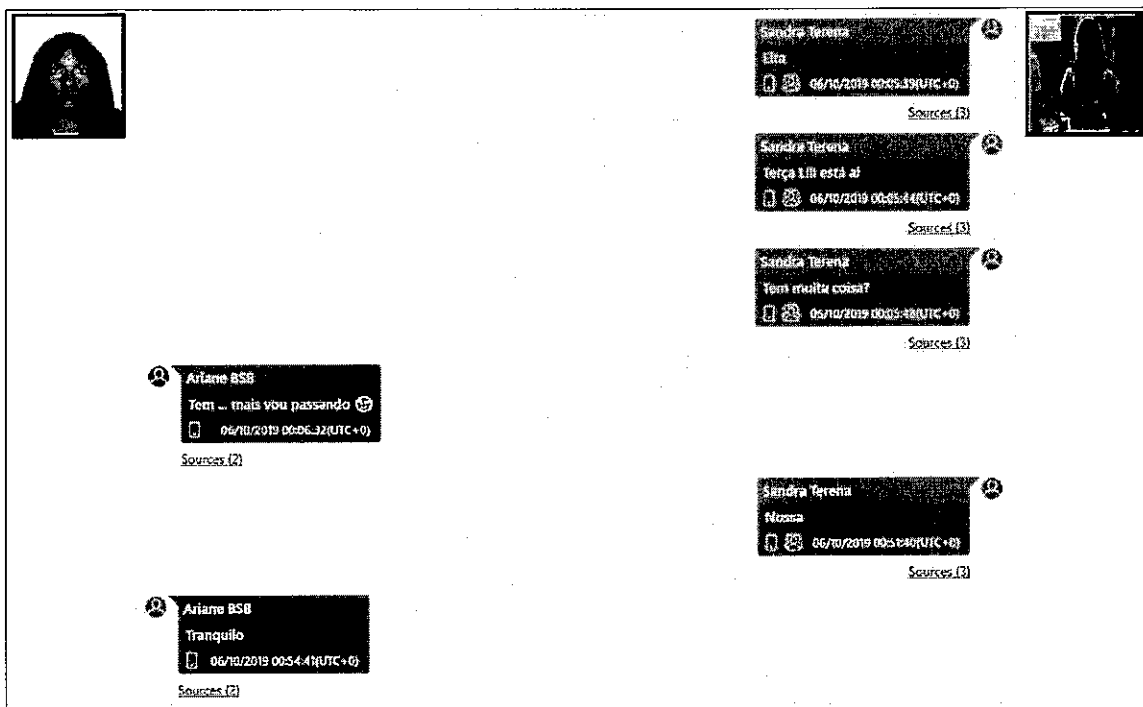 Sandra Terena
Eita
06/10/2019 00:05:39(UTC+0)
Sources (3)
Sandra Terena
Terça Lili está aí
06/10/2019 00:05:44(UTC+0)
Sources (3)
Sandra Terena
Tem muita coisa?
06/10/2019 00:05:48(UTC+0)
Sources (3)
Ariane BSB
Tem ... mais vou passando
06/10/2019 00:06:32(UTC+0)
Sources (2)
Sandra Terena
Nossa
06/10/2019 00:51:40(UTC+0)
Sources (3)
Ariane BSB
Tranquilo
06/10/2019 00:54:41(UTC+0)
Sources (2)